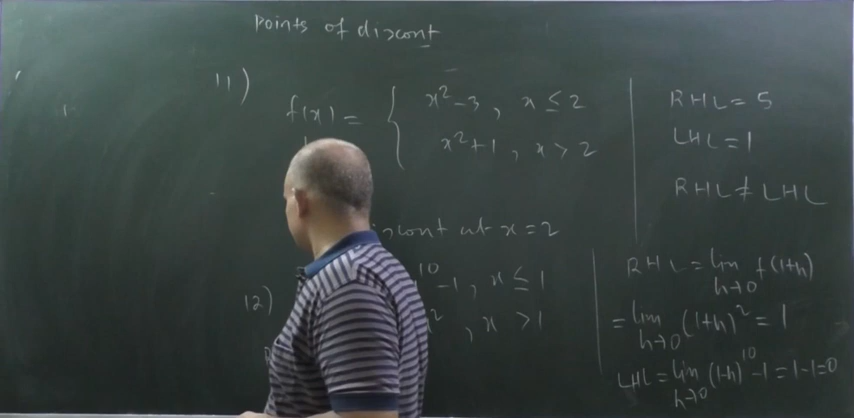 Points of discont
11)
f(x) = { x²-3, x ≤ 2
x²+1, x > 2
RHL = 5
LHL = 1
RHL ≠ LHL
scont at x = 2
12)
10-1, x ≤ 1
2, x > 1
RHL = lim h→0 f(1+h)
= lim h→0 (1+h)² = 1
LHL = lim h→0 (1-h)¹⁰-1 = 1-1=0